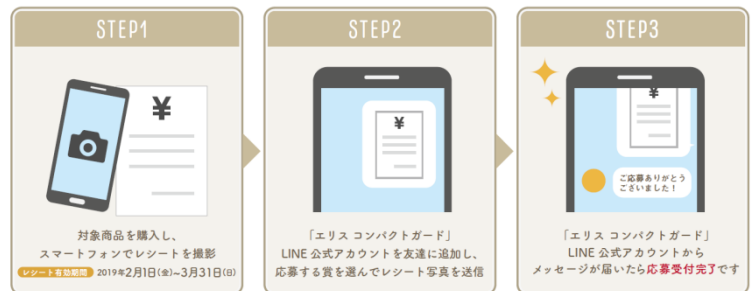 STEP1
¥
対象商品を購入し、
スマートフォンでレシートを撮影
レシート有効期間 2019年2月1日(金)~3月31日(日)
STEP2
¥
「エリス コンパクトガード」
LINE 公式アカウントを友達に追加し、
応募する賞を選んでレシート写真を送信
STEP3
¥
ご応募ありがとう
ございました！
「エリス コンパクトガード」
LINE 公式アカウントから
メッセージが届いたら応募受付完了です